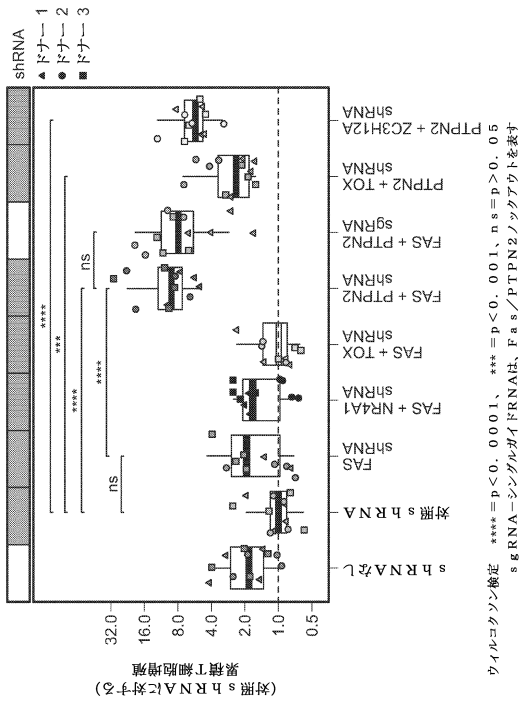 shRNA
▲ ドナー 1
● ドナー 2
■ ドナー 3
累積T細胞増殖
(対照shRNAに対する)
32.0
16.0
8.0
4.0
2.0
1.0
0.5
****
***
****
ns
****
ns
shRNAなし
対照shRNA
FAS
shRNA
FAS + NR4A1
shRNA
FAS + TOX
shRNA
FAS + PTPN2
shRNA
FAS + PTPN2
sgRNA
PTPN2 + TOX
shRNA
PTPN2 + ZC3H12A
shRNA
ウィルコクソン検定　****=p<0.0001、　***=p<0.001、ns=p>0.05
sgRNA−シングルガイドRNAは、Fas/PTPN2ノックアウトを表す